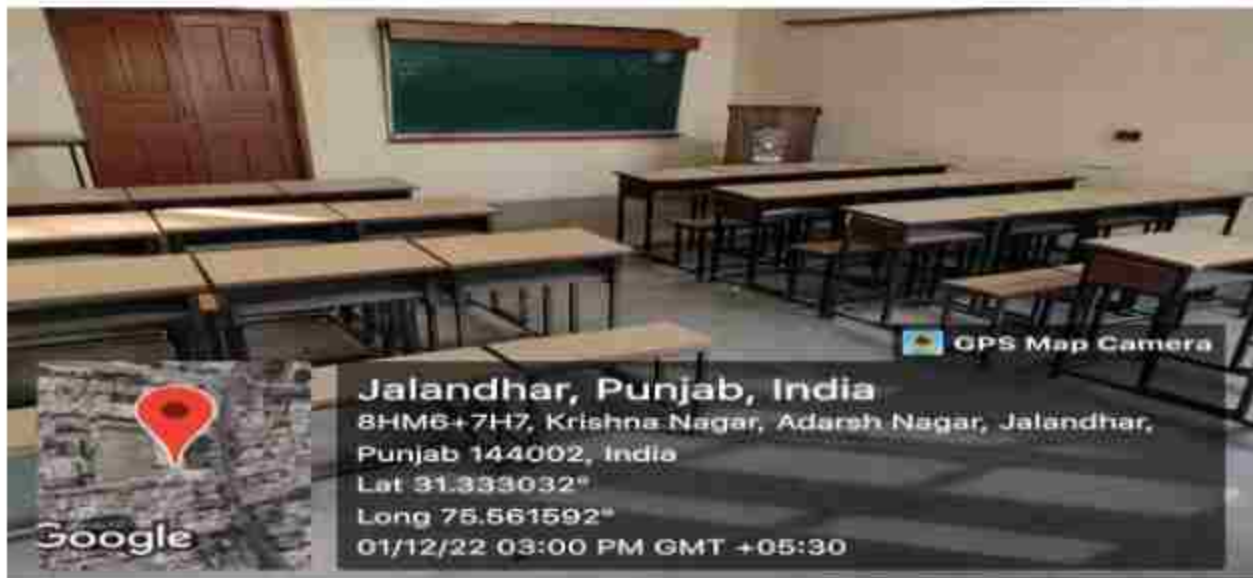 GPS Map Camera
Jalandhar, Punjab, India
8HM6+7H7, Krishna Nagar, Adarsh Nagar, Jalandhar,
Punjab 144002, India
Lat 31.333032°
Long 75.561592°
01/12/22 03:00 PM GMT +05:30
Google